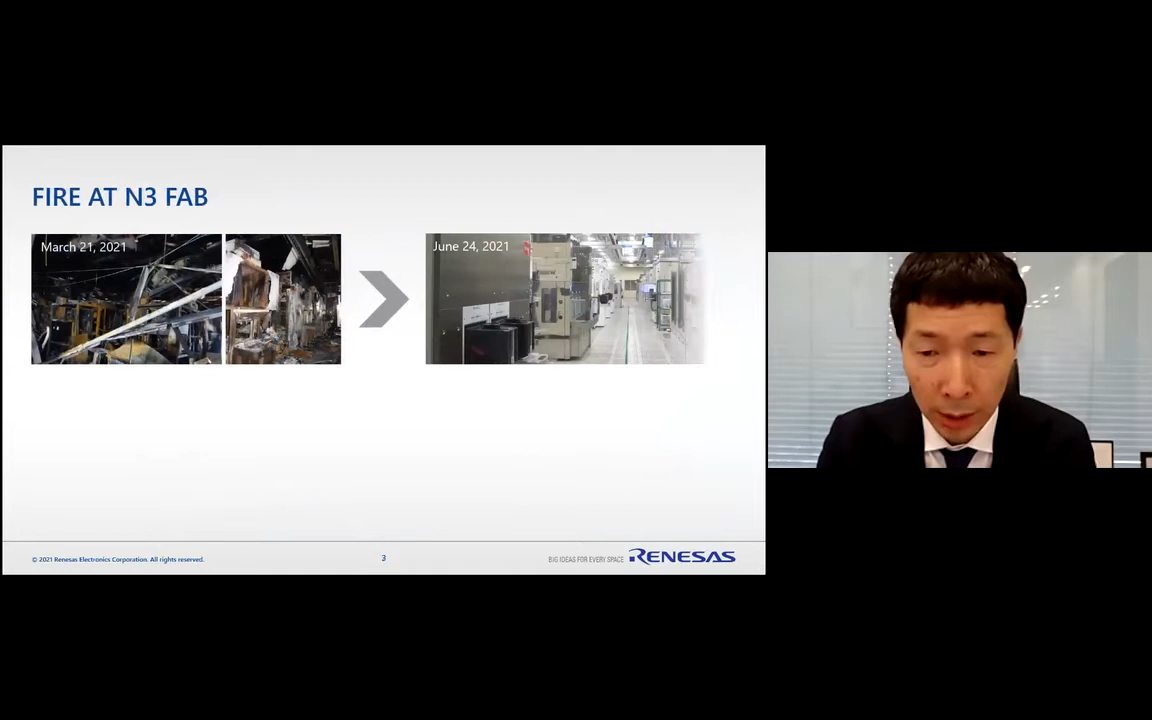 FIRE AT N3 FAB
March 21, 2021
June 24, 2021
© 2021 Renesas Electronics Corporation. All rights reserved.
3
BIG IDEAS FOR EVERY SPACE RENESAS